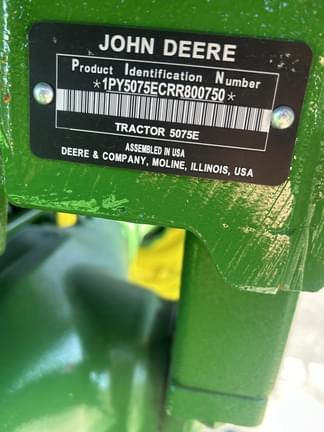 JOHN DEERE
Product Identification Number
*1PY5075ECRR800750*
TRACTOR 5075E
ASSEMBLED IN USA
DEERE & COMPANY, MOLINE, ILLINOIS, USA